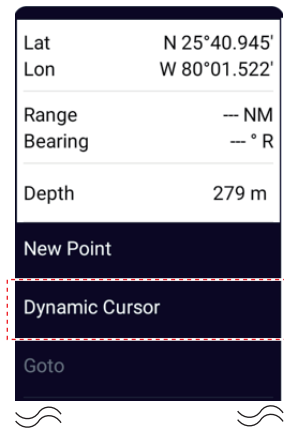 Lat N 25°40.945'
Lon W 80°01.522'
Range --- NM
Bearing --- ° R
Depth 279 m
New Point
Dynamic Cursor
Goto